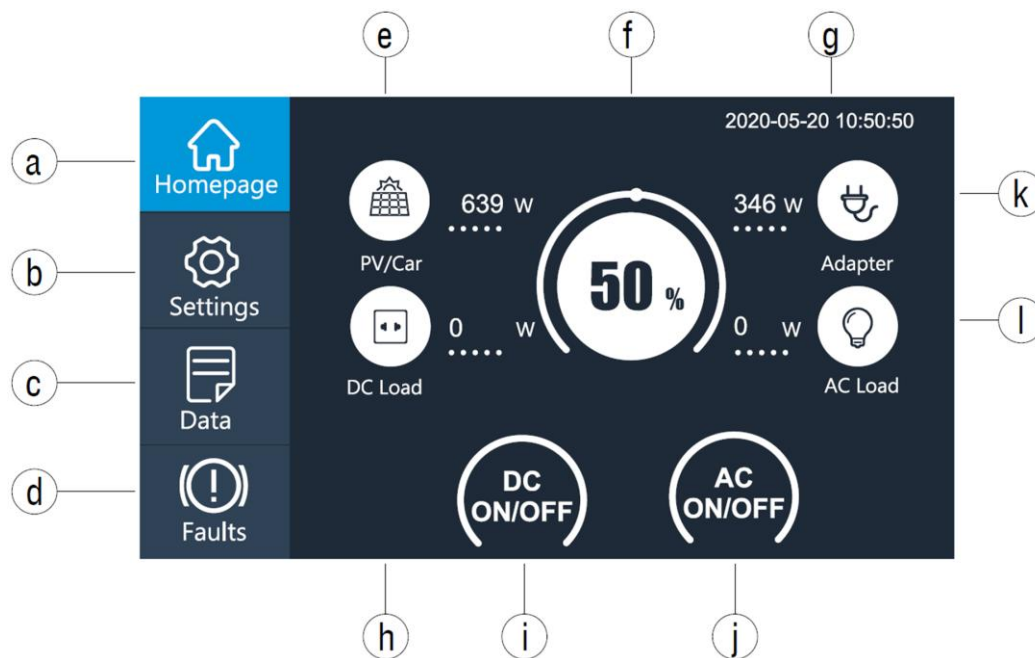 e
f
g
a
Homepage
2020-05-20 10:50:50
639 W
PV/Car
346 W
Adapter
k
b
Settings
50 %
0 W
DC Load
0 W
AC Load
l
c
Data
d
Faults
DC
ON/OFF
AC
ON/OFF
h
i
j